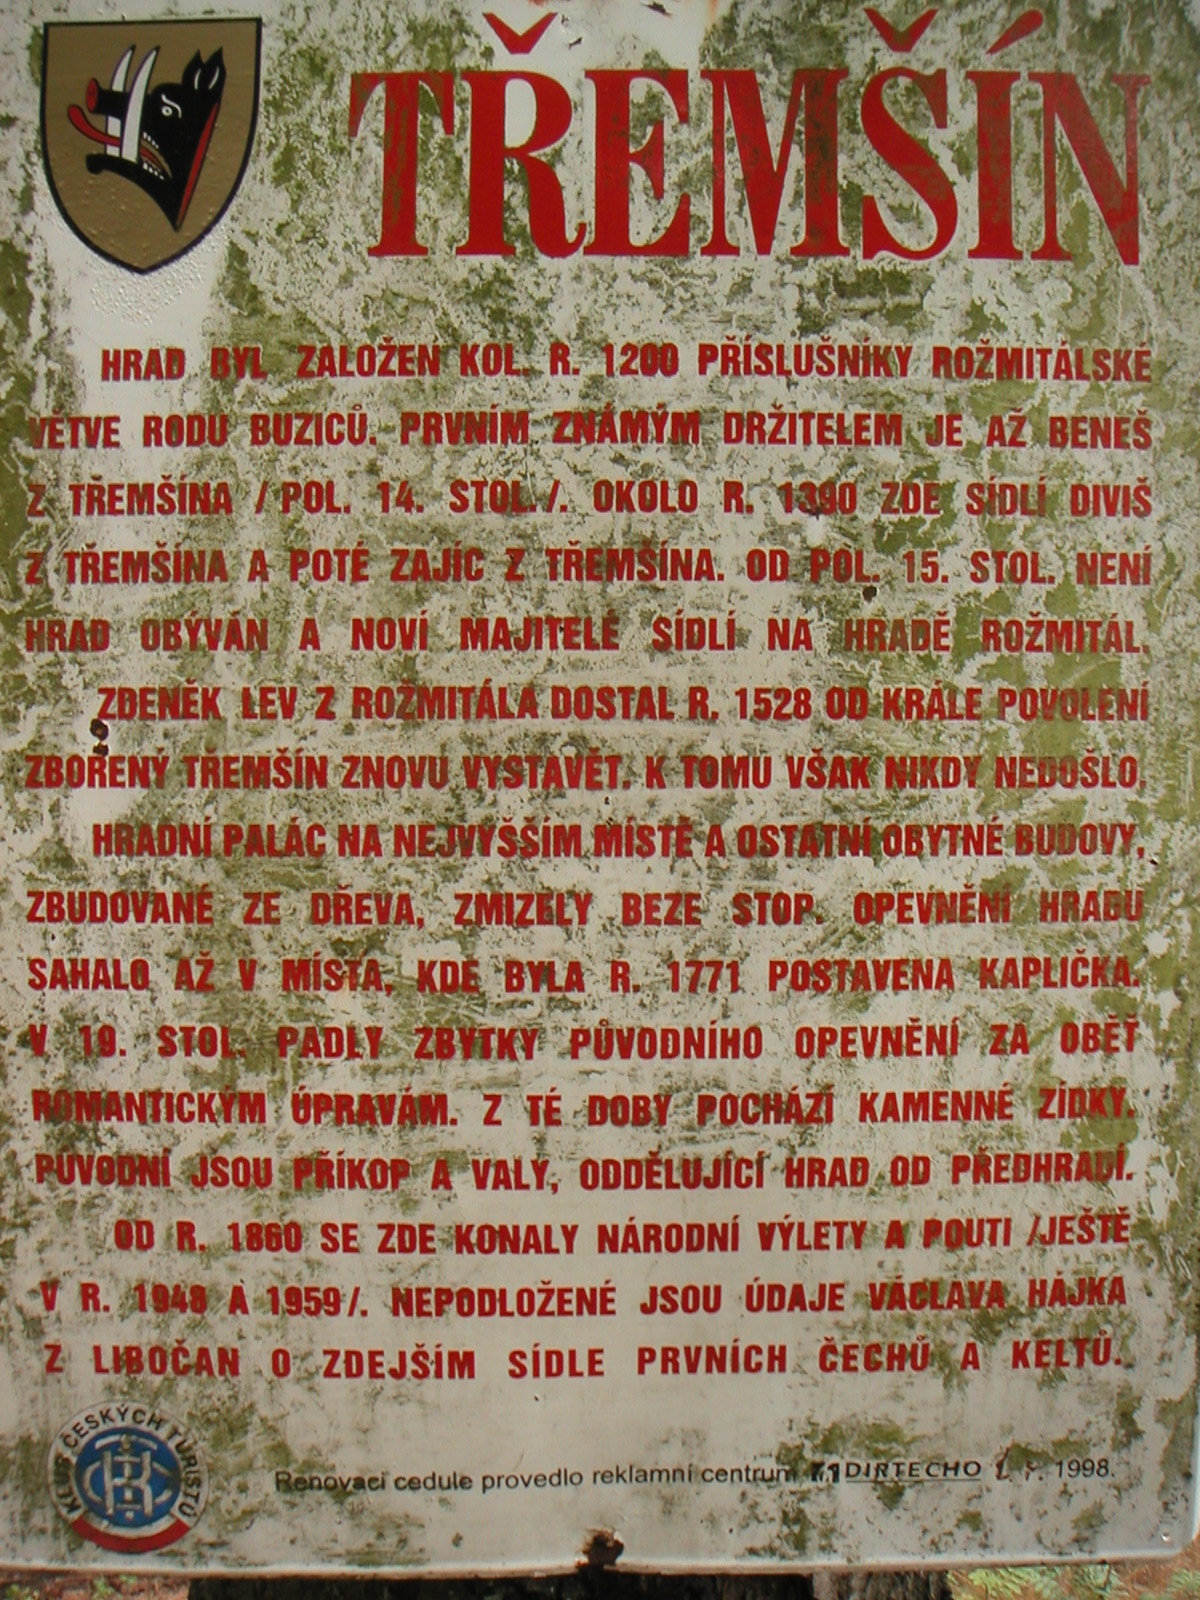 TŘEMŠÍN
HRAD BYL ZALOŽEN KOL. R. 1200 PŘÍSLUŠNÍKY ROŽMITÁLSKÉ
VĚTVE RODU BUZICŮ. PRVNÍM ZNÁMÝM DRŽITELEM JE AŽ BENEŠ
Z TŘEMŠÍNA / POL. 14. STOL./. OKOLO R. 1390 ZDE SÍDLÍ DIVIŠ
Z TŘEMŠÍNA A POTÉ ZAJÍC Z TŘEMŠÍNA. OD POL. 15. STOL. NENÍ
HRAD OBÝVÁN A NOVÍ MAJITELÉ SÍDLÍ NA HRADĚ ROŽMITÁL.
ZDENĚK LEV Z ROŽMITÁLA DOSTAL R. 1528 OD KRÁLE POVOLENÍ
ZBOŘENÝ TŘEMŠÍN ZNOVU VYSTAVĚT. K TOMU VŠAK NIKDY NEDOŠLO.
HRADNÍ PALÁC NA NEJVYŠŠÍM MÍSTĚ A OSTATNÍ OBYTNÉ BUDOVY,
ZBUDOVANÉ ZE DŘEVA, ZMIZELY BEZE STOP. OPEVNĚNÍ HRADU
SAHALO AŽ V MÍSTA, KDE BYLA R. 1771 POSTAVENA KAPLIČKA.
V 19. STOL. PADLY ZBYTKY PŮVODNÍHO OPEVNĚNÍ ZA OBĚŤ
ROMANTICKÝM ÚPRAVÁM. Z TÉ DOBY POCHÁZÍ KAMENNÉ ZÍDKY.
PŮVODNÍ JSOU PŘÍKOP A VALY, ODDĚLUJÍCÍ HRAD OD PŘEDHRADÍ.
OD R. 1860 SE ZDE KONALY NÁRODNÍ VÝLETY A POUTI /JEŠTĚ
V R. 1948 A 1959/. NEPODLOŽENÉ JSOU ÚDAJE VÁCLAVA HÁJKA
Z LIBOČAN O ZDEJŠÍM SÍDLE PRVNÍCH ČECHŮ A KELTŮ.
KLUB ČESKÝCH TURISTŮ
KČT
Renovaci cedule provedlo reklamní centrum DIRTECHO l. r. 1998.